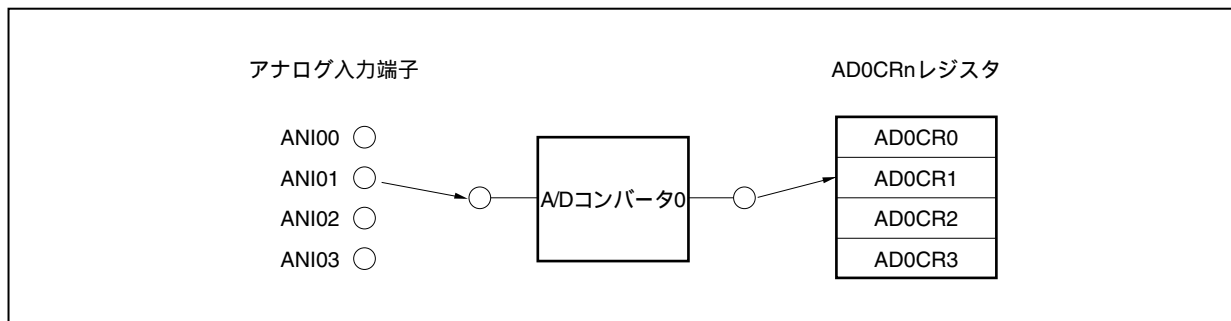 アナログ入力端子 AD0CRnレジスタ
ANI00 AD0CR0
ANI01 A/Dコンバータ0 AD0CR1
ANI02 AD0CR2
ANI03 AD0CR3